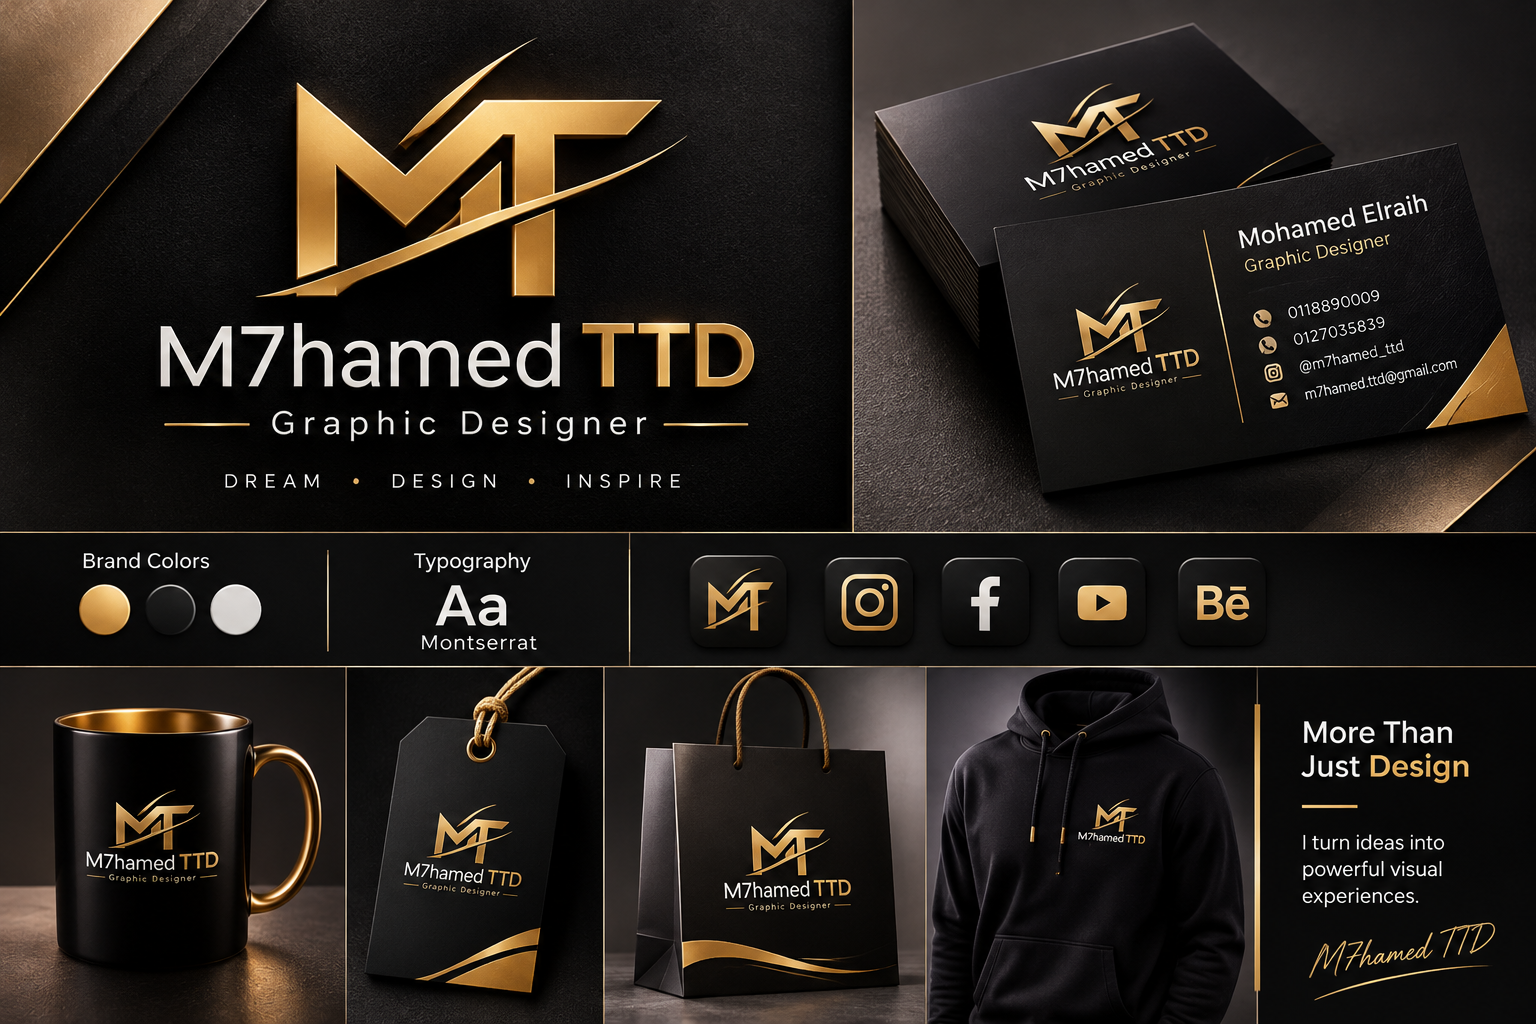 MT
M7hamed TTD
Graphic Designer
DREAM • DESIGN • INSPIRE
MT
M7hamed TTD
Graphic Designer
MT
M7hamed TTD
Graphic Designer
Mohamed Elraih
Graphic Designer
0118890009
0127035839
@m7hamed_ttd
m7hamed.ttd@gmail.com
Brand Colors
Typography
Aa
Montserrat
MT
f
Bē
MT
M7hamed TTD
Graphic Designer
MT
M7hamed TTD
Graphic Designer
MT
M7hamed TTD
Graphic Designer
MT
M7hamed TTD
More Than
Just Design
I turn ideas into
powerful visual
experiences.
M7hamed TTD